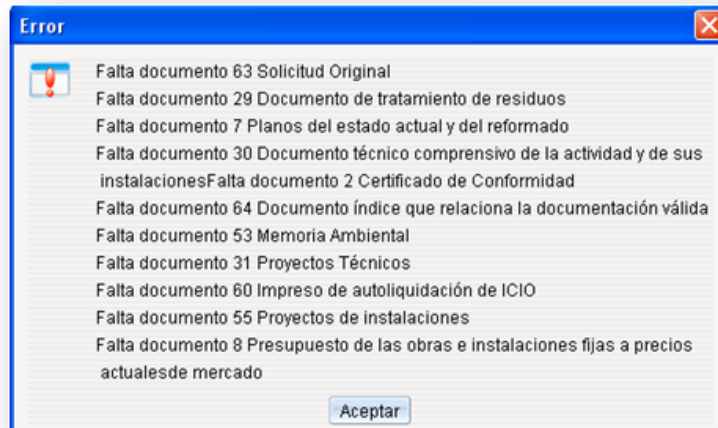 Error
Falta documento 63 Solicitud Original
Falta documento 29 Documento de tratamiento de residuos
Falta documento 7 Planos del estado actual y del reformado
Falta documento 30 Documento técnico comprensivo de la actividad y de sus
instalacionesFalta documento 2 Certificado de Conformidad
Falta documento 64 Documento índice que relaciona la documentación válida
Falta documento 53 Memoria Ambiental
Falta documento 31 Proyectos Técnicos
Falta documento 60 Impreso de autoliquidación de ICIO
Falta documento 55 Proyectos de instalaciones
Falta documento 8 Presupuesto de las obras e instalaciones fijas a precios
actualesde mercado
Aceptar